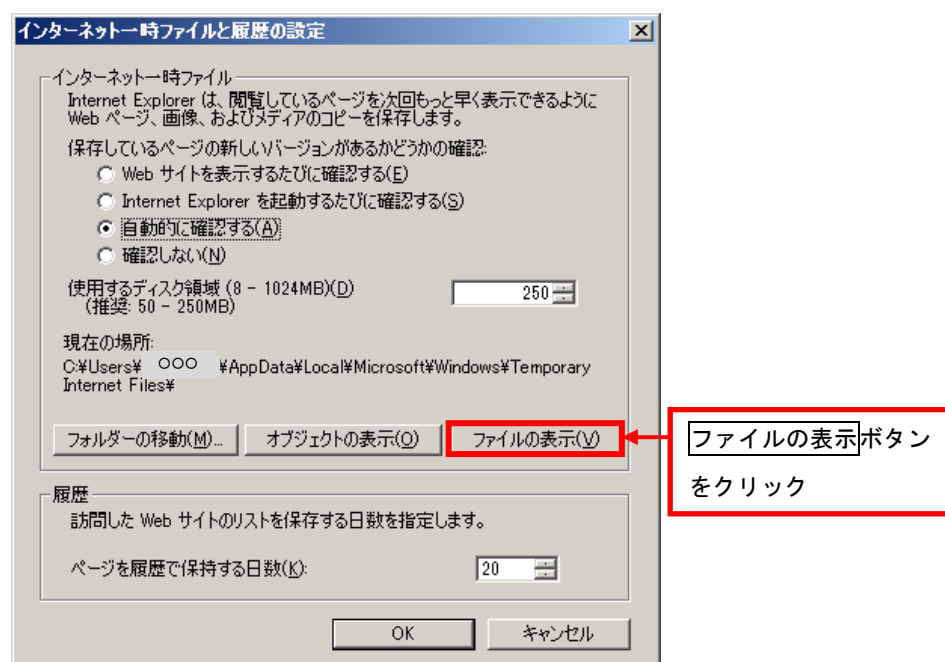 インターネット一時ファイルと履歴の設定
インターネット一時ファイル
Internet Explorer は、閲覧しているページを次回もっと早く表示できるように
Web ページ、画像、およびメディアのコピーを保存します。
保存しているページの新しいバージョンがあるかどうかの確認:
Web サイトを表示するたびに確認する(E)
Internet Explorer を起動するたびに確認する(S)
自動的に確認する(A)
確認しない(N)
使用するディスク領域 (8 - 1024MB)(D)
250
(推奨: 50 - 250MB)
現在の場所:
C:¥Users¥ ○○○ ¥AppData¥Local¥Microsoft¥Windows¥Temporary
Internet Files¥
フォルダーの移動(M)... オブジェクトの表示(O) ファイルの表示(V)
ファイルの表示ボタン
をクリック
履歴
訪問した Web サイトのリストを保存する日数を指定します。
ページを履歴で保持する日数(K): 20
OK キャンセル